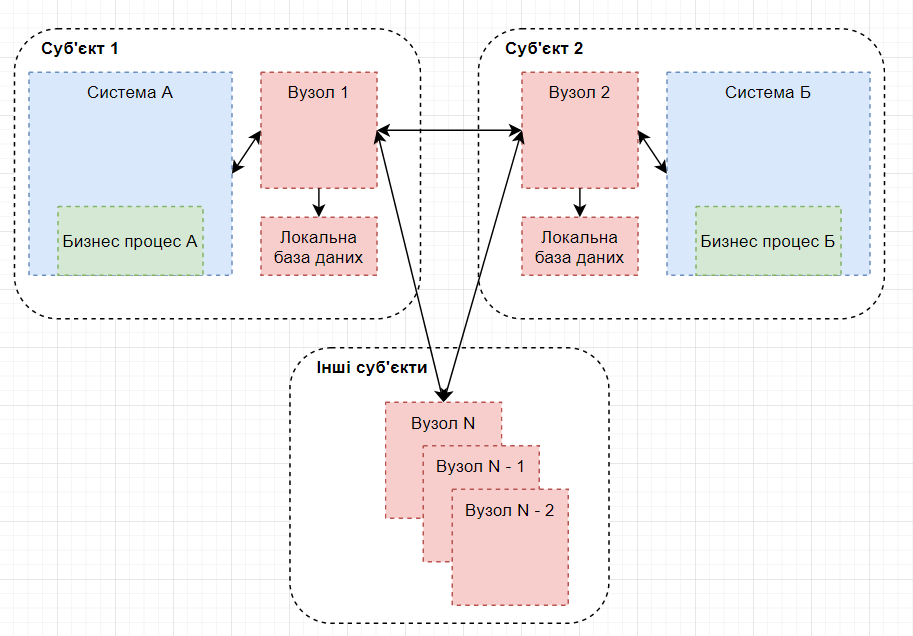 Суб'єкт 1
Система А
Вузол 1
Бизнес процес А
Локальна
база даних
Суб'єкт 2
Вузол 2
Система Б
Локальна
база даних
Бизнес процес Б
Інші суб'єкти
Вузол N
Вузол N - 1
Вузол N - 2